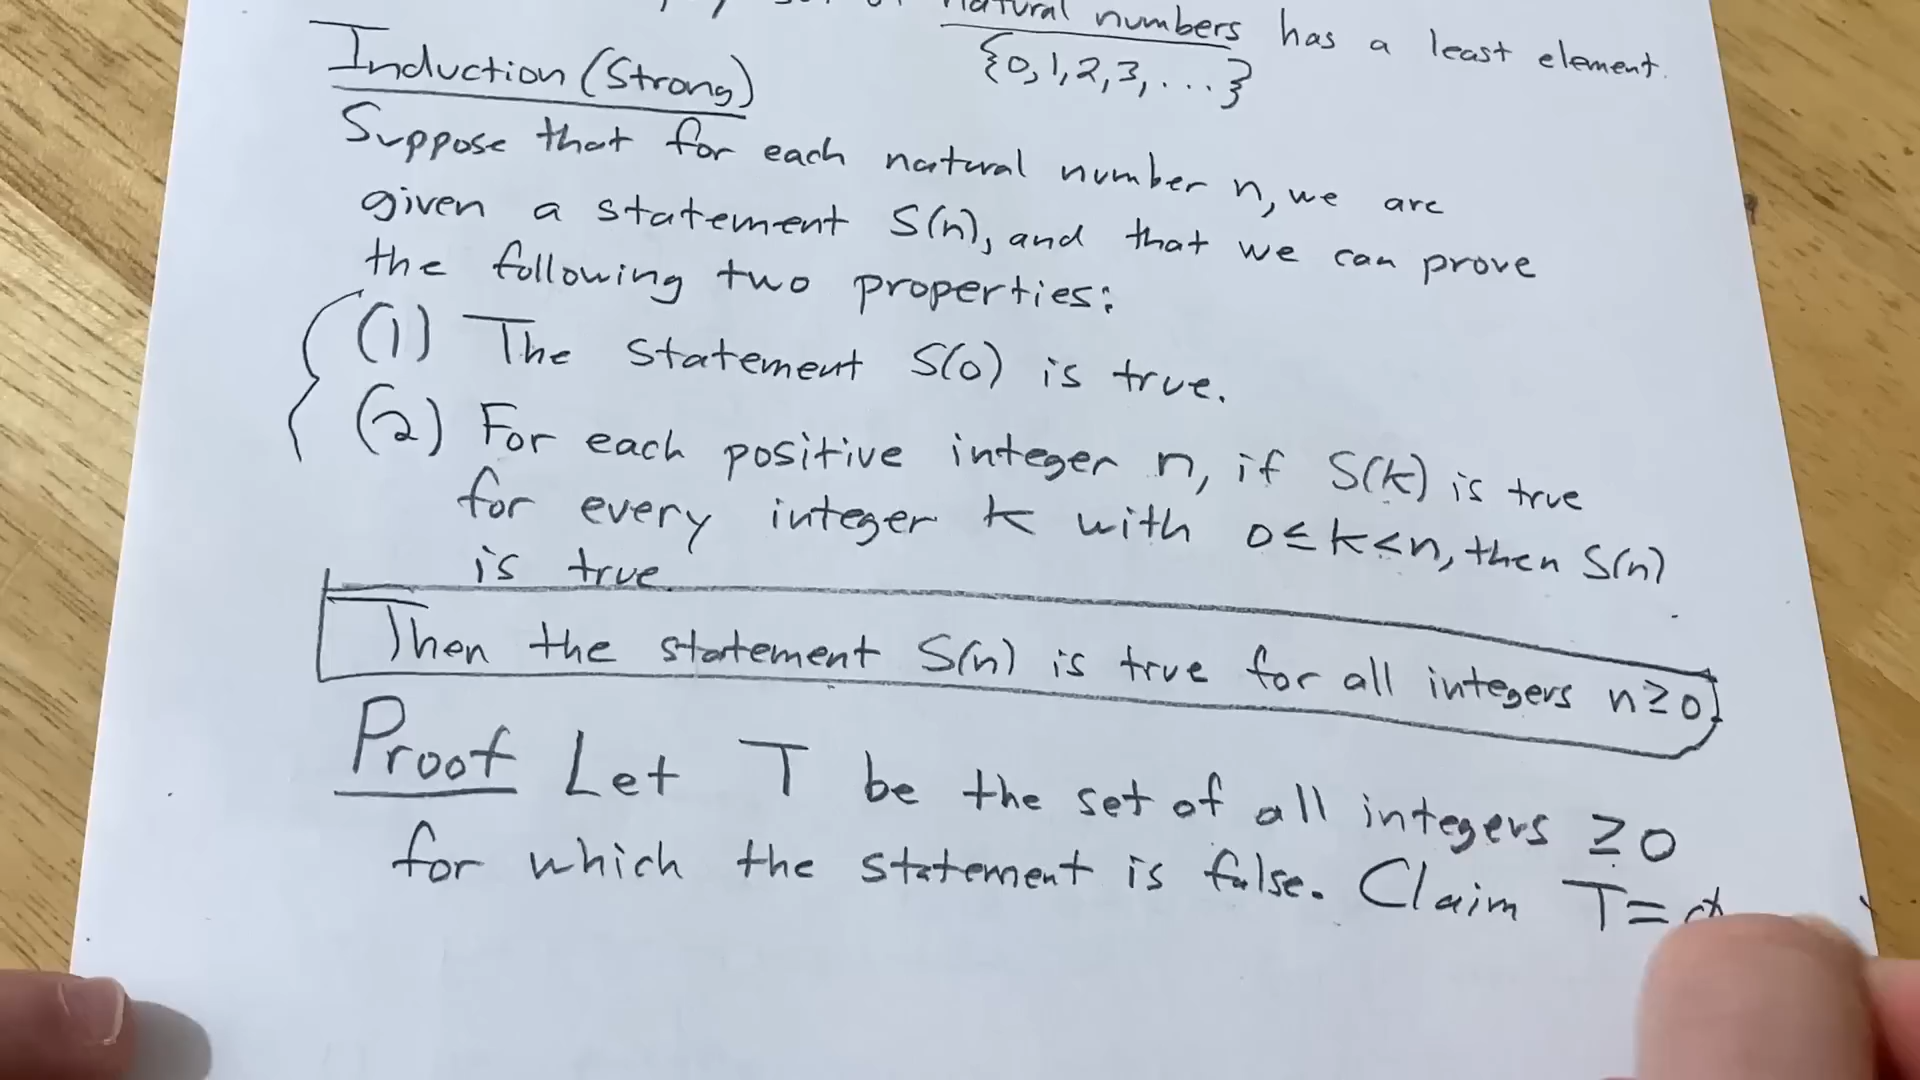 natural numbers has a least element.
{0,1,2,3,...}
Induction (Strong)
Suppose that for each natural number n, we are
given a statement S(n), and that we can prove
the following two properties:
(1) The statement S(0) is true.
(2) For each positive integer n, if S(k) is true
for every integer k with 0≤k<n, then S(n)
is true.
Then the statement S(n) is true for all integers n≥0.
Proof Let T be the set of all integers ≥0
for which the statement is false. Claim T=